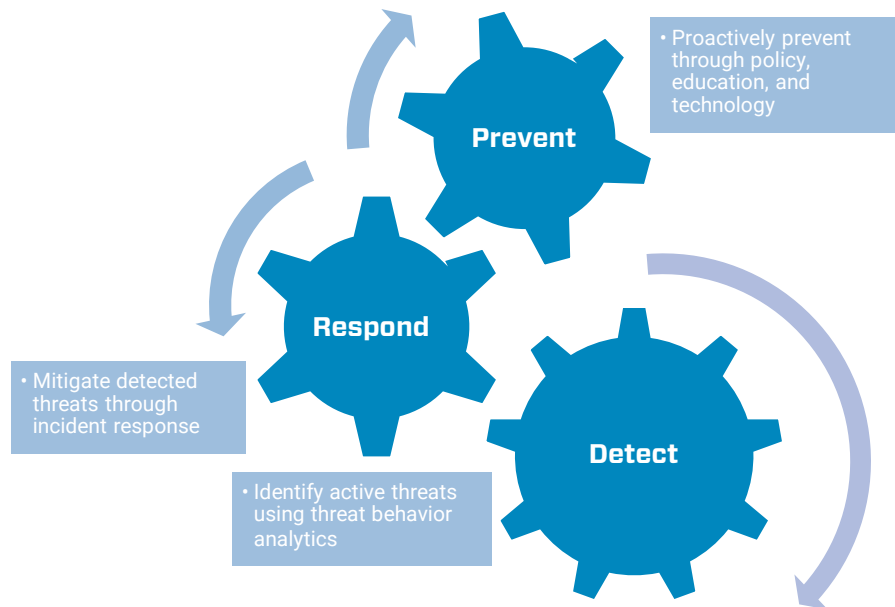 • Proactively prevent
through policy,
education, and
technology
Prevent
Respond
• Mitigate detected
threats through
incident response
Detect
• Identify active threats
using threat behavior
analytics